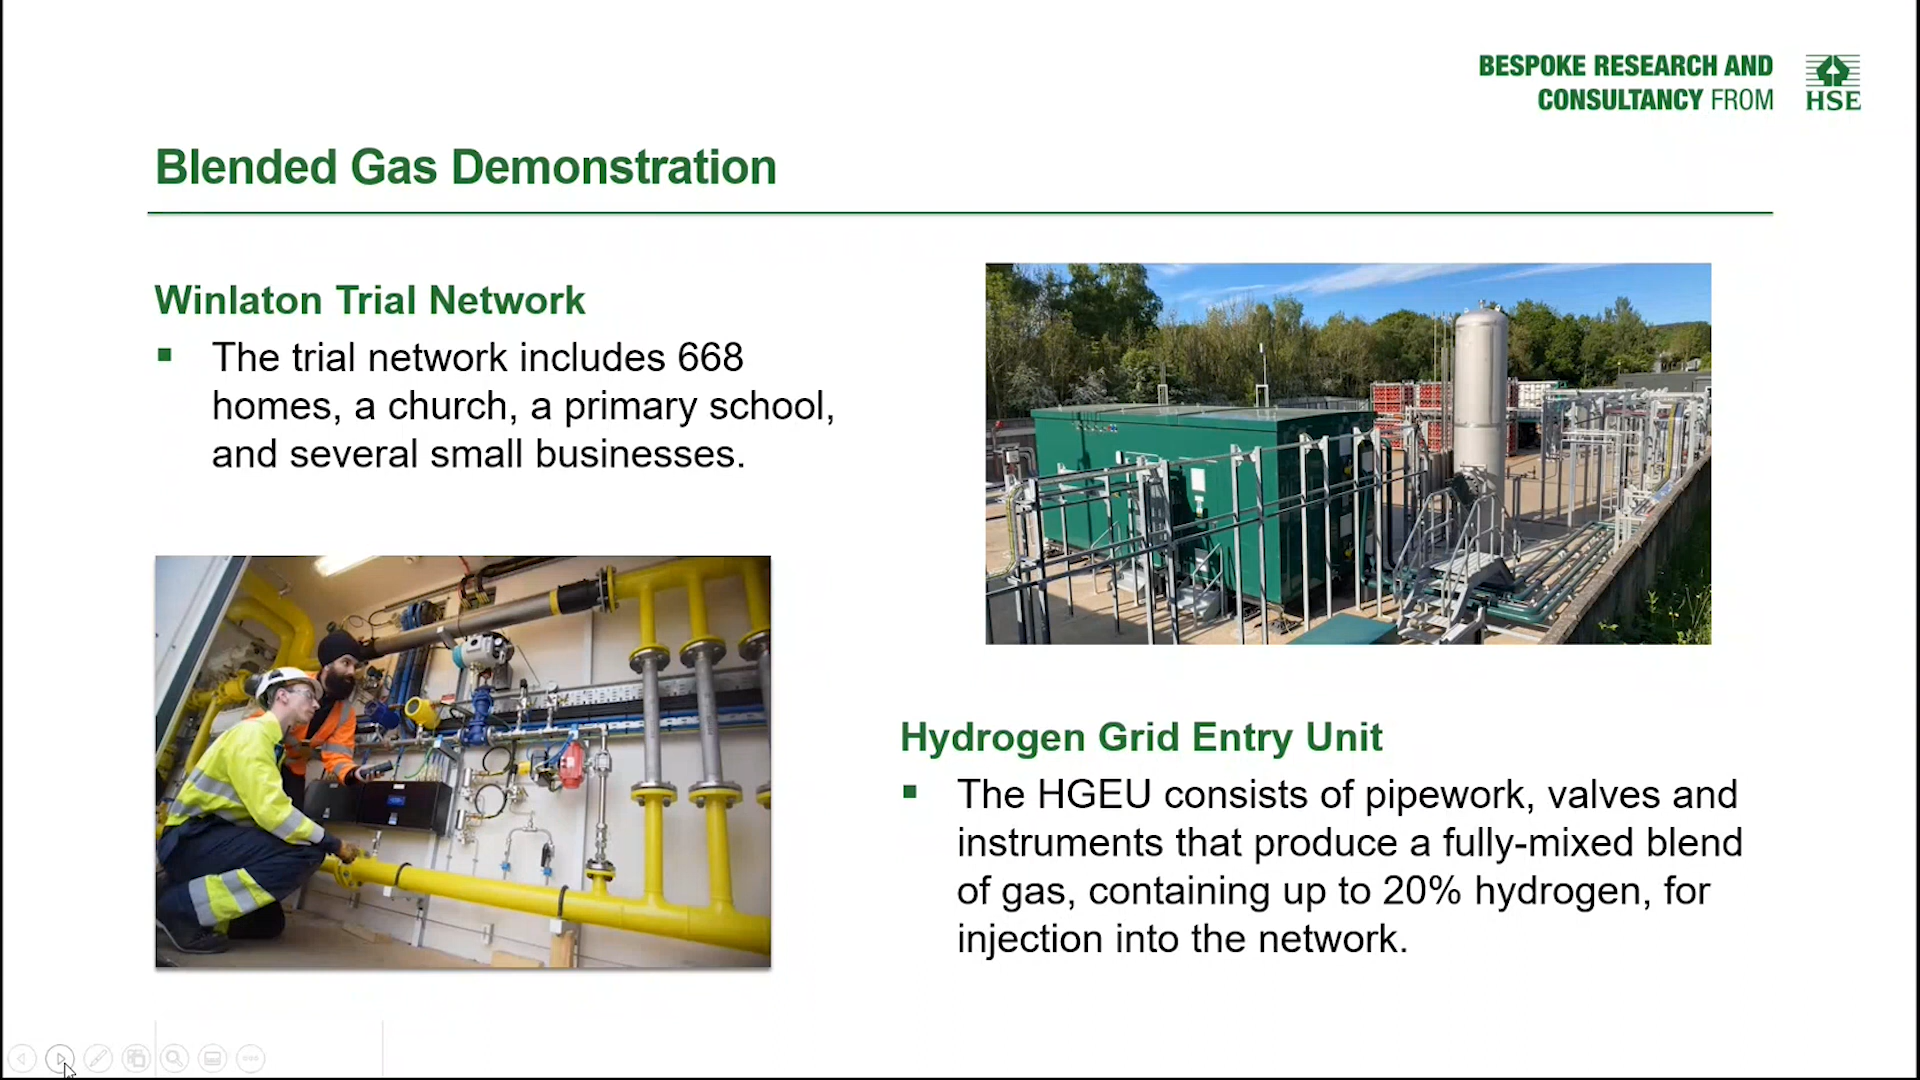 BESPOKE RESEARCH AND
CONSULTANCY FROM
HSE
Blended Gas Demonstration
Winlaton Trial Network
The trial network includes 668
homes, a church, a primary school,
and several small businesses.
Hydrogen Grid Entry Unit
The HGEU consists of pipework, valves and
instruments that produce a fully-mixed blend
of gas, containing up to 20% hydrogen, for
injection into the network.